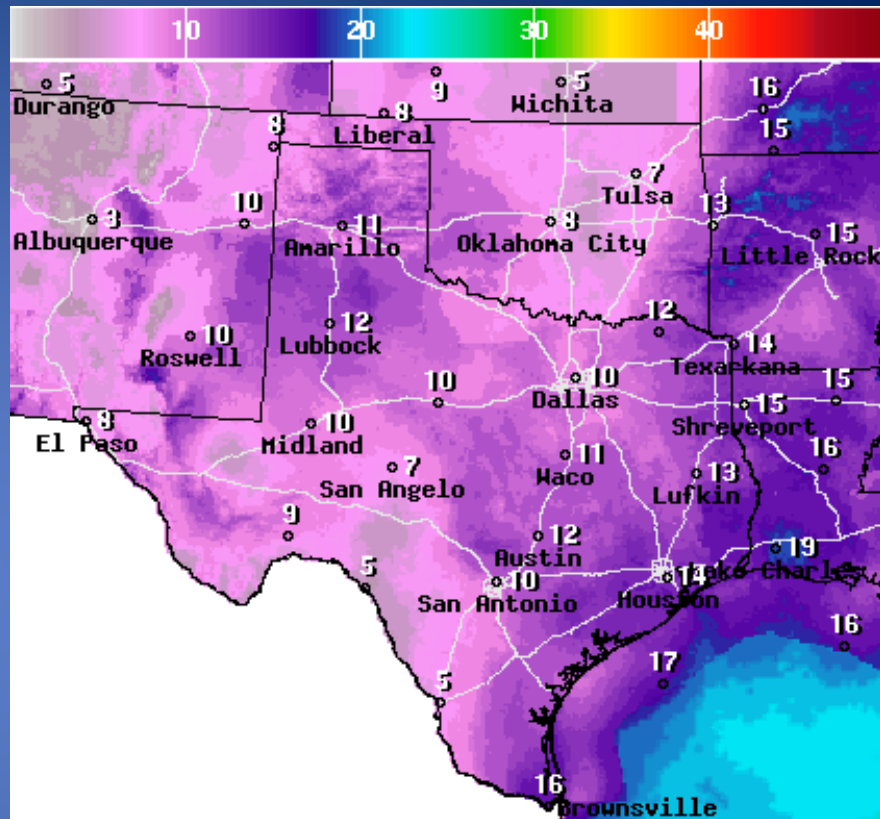 10 20 30 40
5
Durango
9
5
Wichita
8
Liberal
16
15
8
7
Tulsa
3
Albuquerque
10
11
Amarillo
8
Oklahoma City
13
15
Little Rock
10
Roswell
12
Lubbock
12
14
Texarkana
10
10
Dallas
15
Shreveport
15
8
El Paso
10
Midland
7
San Angelo
11
Waco
13
Lufkin
16
9
12
Austin
19
Lake Charles
5
10
San Antonio
14
Houston
16
5
17
16
Brownsville